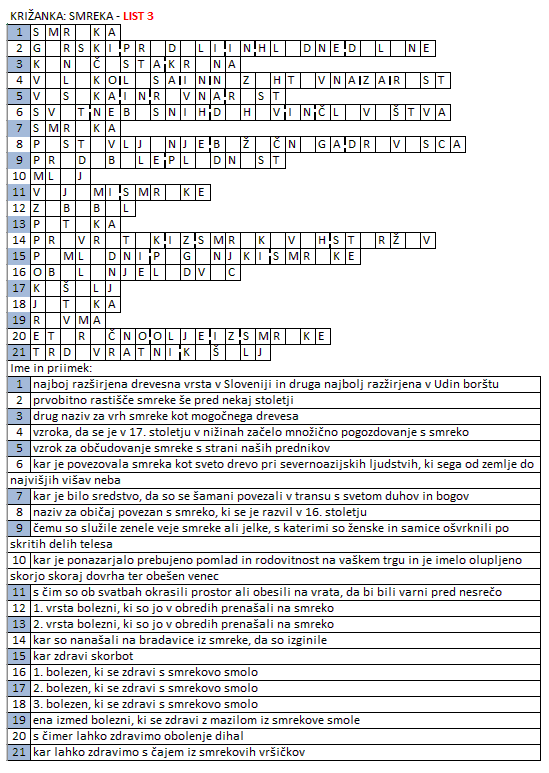 KRIŽANKA: SMREKA - LIST 3
1 S M R K A
2 G R S K I P R D L I I N H L D N E D L N E
3 K N Č S T A K R N A
4 V L K O L S A I N N Z H T V N A Z A R S T
5 V S K A I N R V N A R S T
6 S V T N E B S N I H D H V I N Č L V Š T V A
7 S M R K A
8 P S T V L J N J E B Ž Č N G A D R V S C A
9 P R D B L E P L D N S T
10 M L J
11 V J M I S M R K E
12 Z B B L
13 P T K A
14 P R V R T K I Z S M R K V H S T R Ž V
15 P M L D N I P G N J K I S M R K E
16 O B L N J E L D V C
17 K Š L J
18 J T K A
19 R V M A
20 E T R Č N O O L J E I Z S M R K E
21 T R D V R A T N I K Š L J
Ime in priimek:
1 najboj razširjena drevesna vrsta v Sloveniji in druga najbolj razžirjena v Udin borštu
2 prvobitno rastišče smreke še pred nekaj stoletji
3 drug naziv za vrh smreke kot mogočnega drevesa
4 vzroka, da se je v 17. stoletju v nižinah začelo množično pogozdovanje s smreko
5 vzrok za občudovanje smreke s strani naših prednikov
6 kar je povezovala smreka kot sveto drevo pri severnoazijskih ljudstvih, ki sega od zemlje do
najvišjih višav neba
7 kar je bilo sredstvo, da so se šamani povezali v transu s svetom duhov in bogov
8 naziv za običaj povezan s smreko, ki se je razvil v 16. stoletju
9 čemu so služile zenele veje smreke ali jelke, s katerimi so ženske in samice ošvrknili po
skritih delih telesa
10 kar je ponazarjalo prebujeno pomlad in rodovitnost na vaškem trgu in je imelo olupljeno
skorjo skoraj dovrha ter obešen venec
11 s čim so ob svatbah okrasili prostor ali obesili na vrata, da bi bili varni pred nesrečo
12 1. vrsta bolezni, ki so jo v obredih prenašali na smreko
13 2. vrsta bolezni, ki so jo v obredih prenašali na smreko
14 kar so nanašali na bradavice iz smreke, da so izginile
15 kar zdravi skorbot
16 1. bolezen, ki se zdravi s smrekovo smolo
17 2. bolezen, ki se zdravi s smrekovo smolo
18 3. bolezen, ki se zdravi s smrekovo smolo
19 ena izmed bolezni, ki se zdravi z mazilom iz smrekove smole
20 s čimer lahko zdravimo obolenje dihal
21 kar lahko zdravimo s čajem iz smrekovih vršičkov